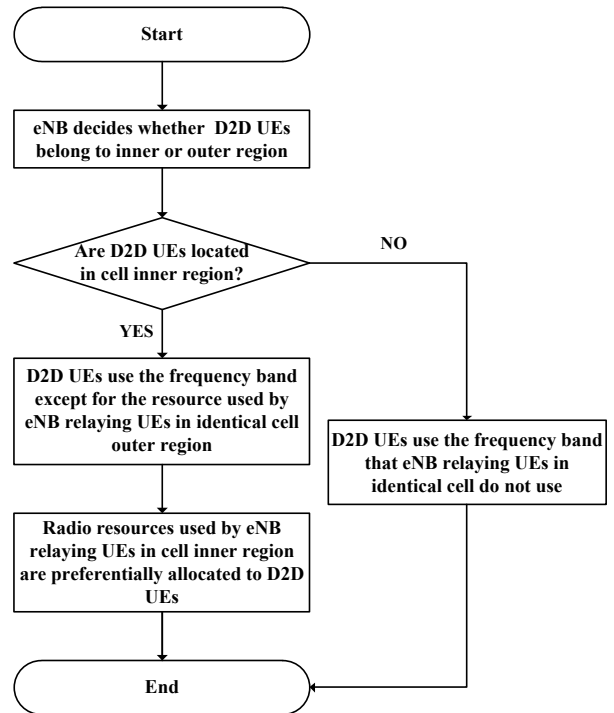 Start
eNB decides whether D2D UEs
belong to inner or outer region
Are D2D UEs located
in cell inner region?
NO
YES
D2D UEs use the frequency band
except for the resource used by
eNB relaying UEs in identical cell
outer region
D2D UEs use the frequency band
that eNB relaying UEs in
identical cell do not use
Radio resources used by eNB
relaying UEs in cell inner region
are preferentially allocated to D2D
UEs
End